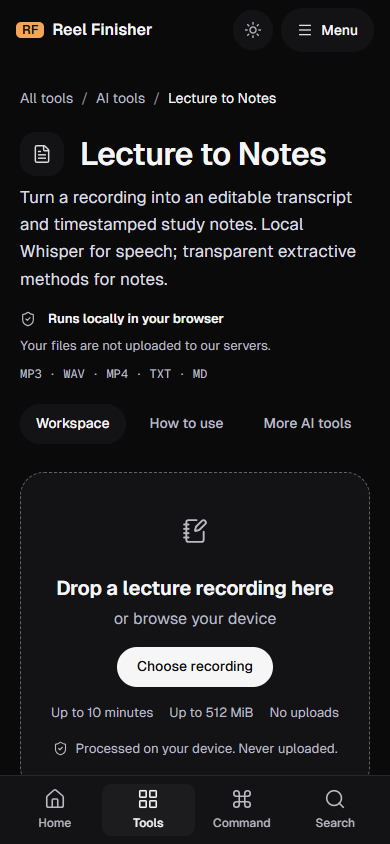 RF Reel Finisher
Menu
All tools / AI tools / Lecture to Notes
Lecture to Notes
Turn a recording into an editable transcript
and timestamped study notes. Local
Whisper for speech; transparent extractive
methods for notes.
Runs locally in your browser
Your files are not uploaded to our servers.
MP3 · WAV · MP4 · TXT · MD
Workspace How to use More AI tools
Drop a lecture recording here
or browse your device
Choose recording
Up to 10 minutes Up to 512 MiB No uploads
Processed on your device. Never uploaded.
Home Tools Command Search